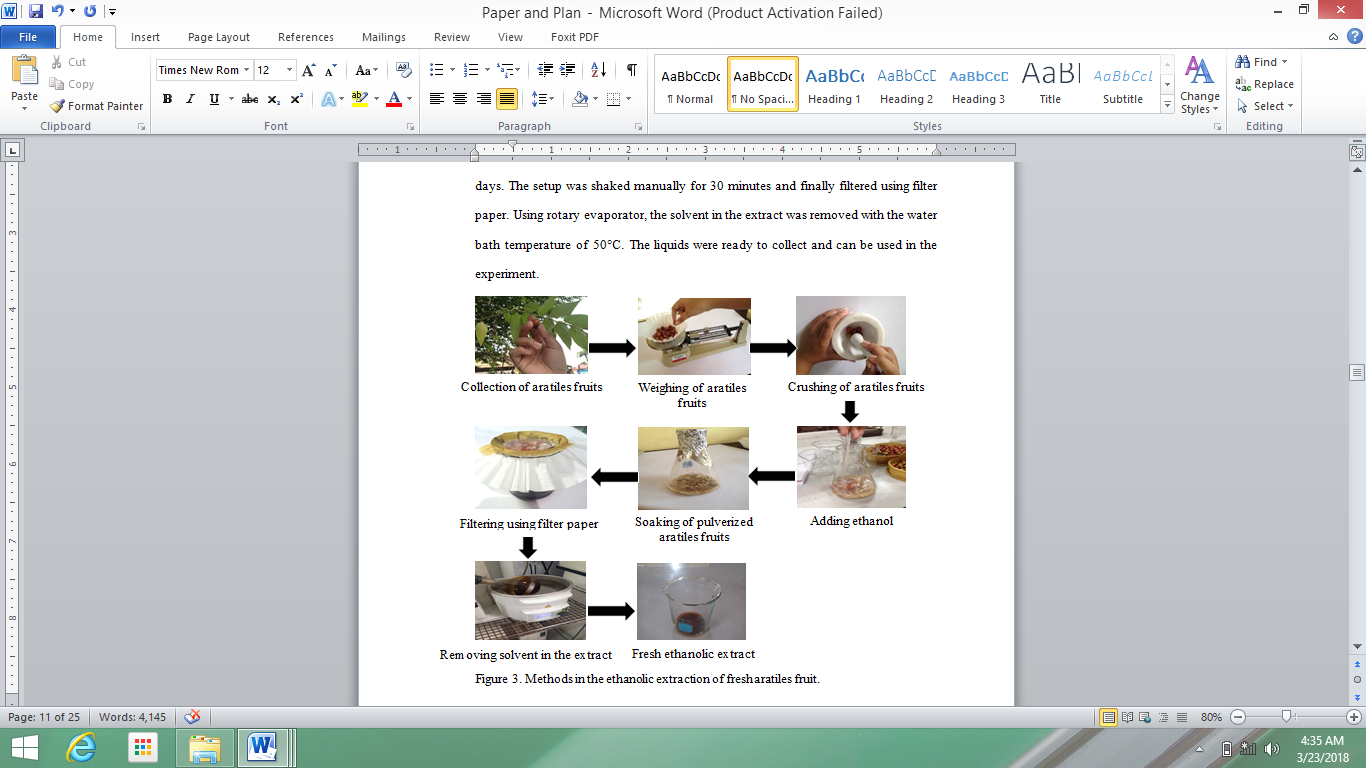 Paper and Plan - Microsoft Word (Product Activation Failed)
File Home Insert Page Layout References Mailings Review View Foxit PDF
Paste
Cut
Copy
Format Painter
Clipboard
Times New Rom 12
Font
Paragraph
AaBbCcDc AaBbCcDc AaBbCc AaBbCcD AaBbCcD AaBl AaBbCcL
¶ Normal ¶ No Spaci... Heading 1 Heading 2 Heading 3 Title Subtitle
Change Styles
Styles
Find
Replace
Select
Editing
days. The setup was shaked manually for 30 minutes and finally filtered using filter
paper. Using rotary evaporator, the solvent in the extract was removed with the water
bath temperature of 50°C. The liquids were ready to collect and can be used in the
experiment.
Collection of aratiles fruits
Weighing of aratiles
fruits
Crushing of aratiles fruits
Filtering using filter paper
Soaking of pulverized
aratiles fruits
Adding ethanol
Removing solvent in the extract
Fresh ethanolic extract
Figure 3. Methods in the ethanolic extraction of fresh aratiles fruit.
Page: 11 of 25 Words: 4,145 80%
4:35 AM
3/23/2018